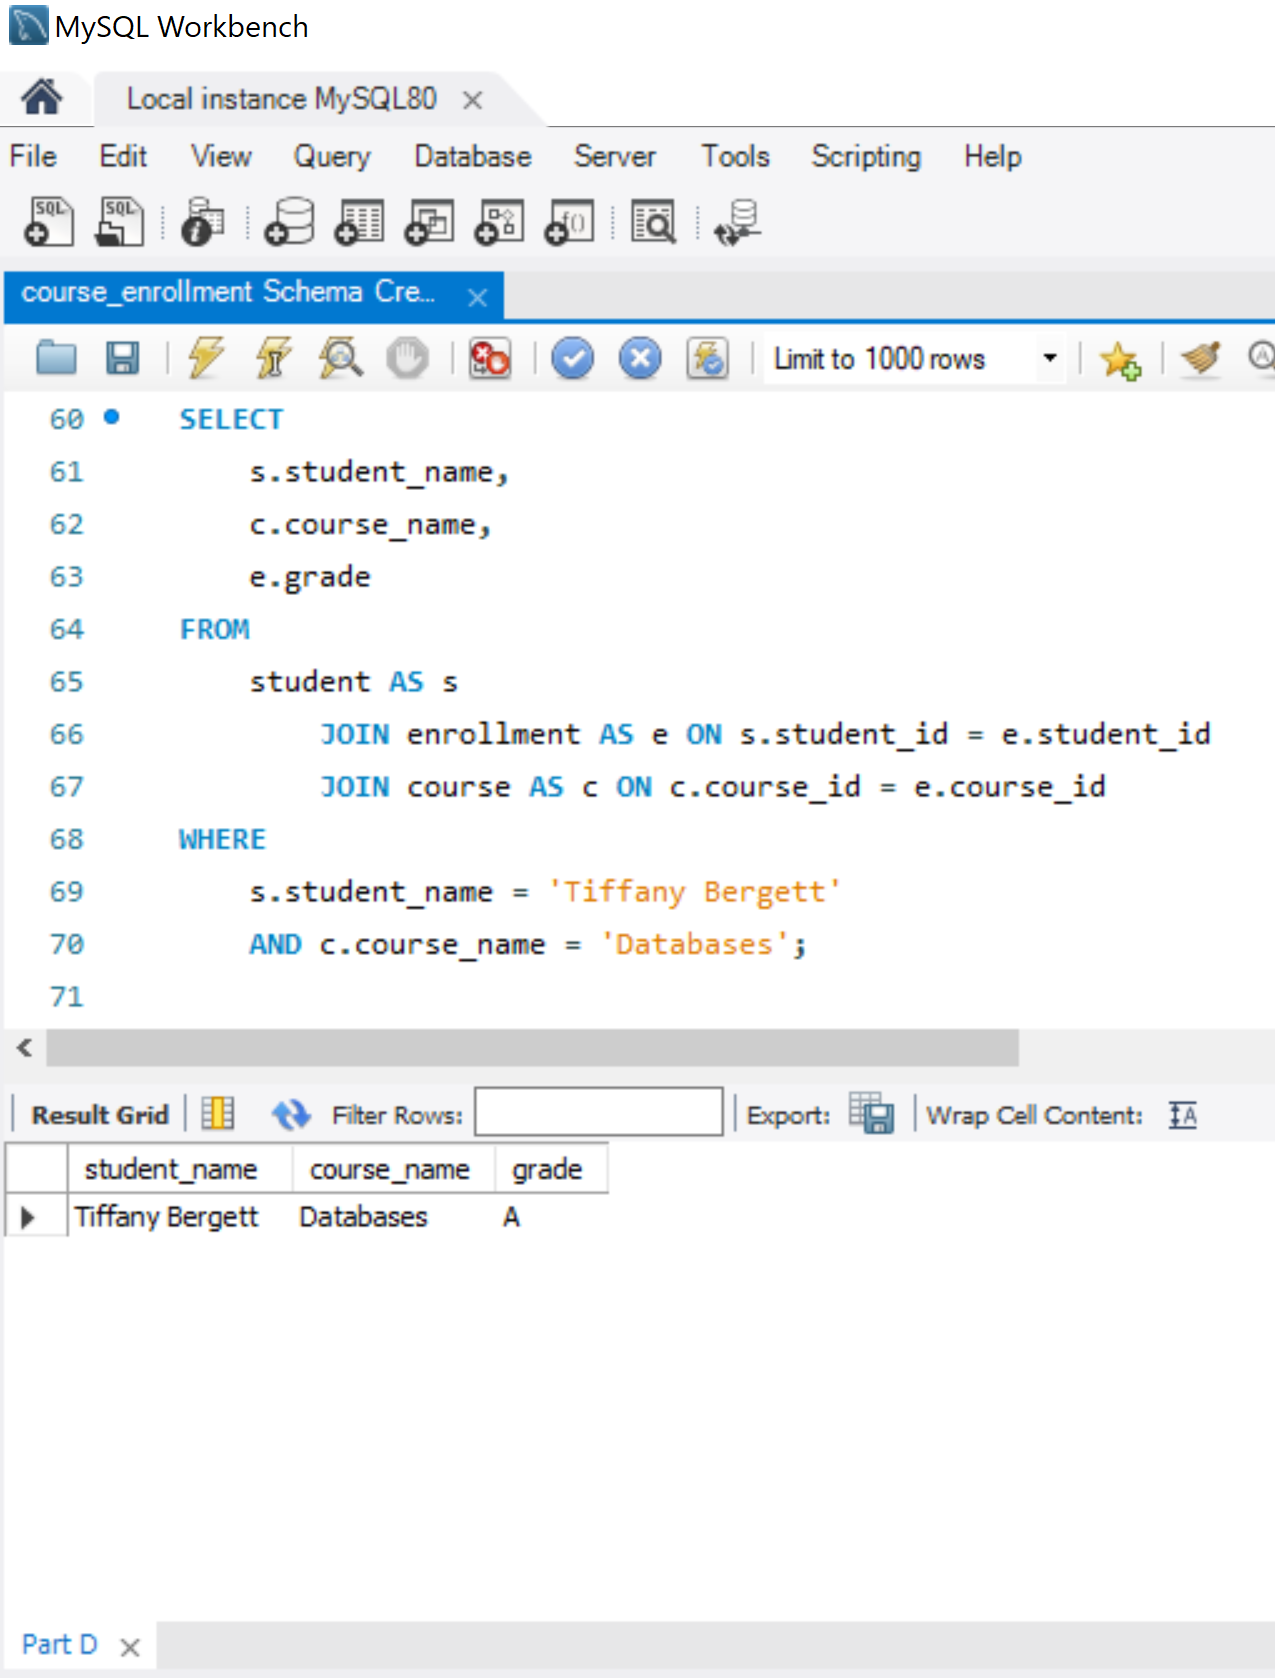 MySQL Workbench
Local instance MySQL80
File Edit View Query Database Server Tools Scripting Help
SQL SQL f()
course_enrollment Schema Cre...
Limit to 1000 rows
60 SELECT
61 s.student_name,
62 c.course_name,
63 e.grade
64 FROM
65 student AS s
66 JOIN enrollment AS e ON s.student_id = e.student_id
67 JOIN course AS c ON c.course_id = e.course_id
68 WHERE
69 s.student_name = 'Tiffany Bergett'
70 AND c.course_name = 'Databases';
71
Result Grid Filter Rows: Export: Wrap Cell Content:
student_name course_name grade
Tiffany Bergett Databases A
Part D